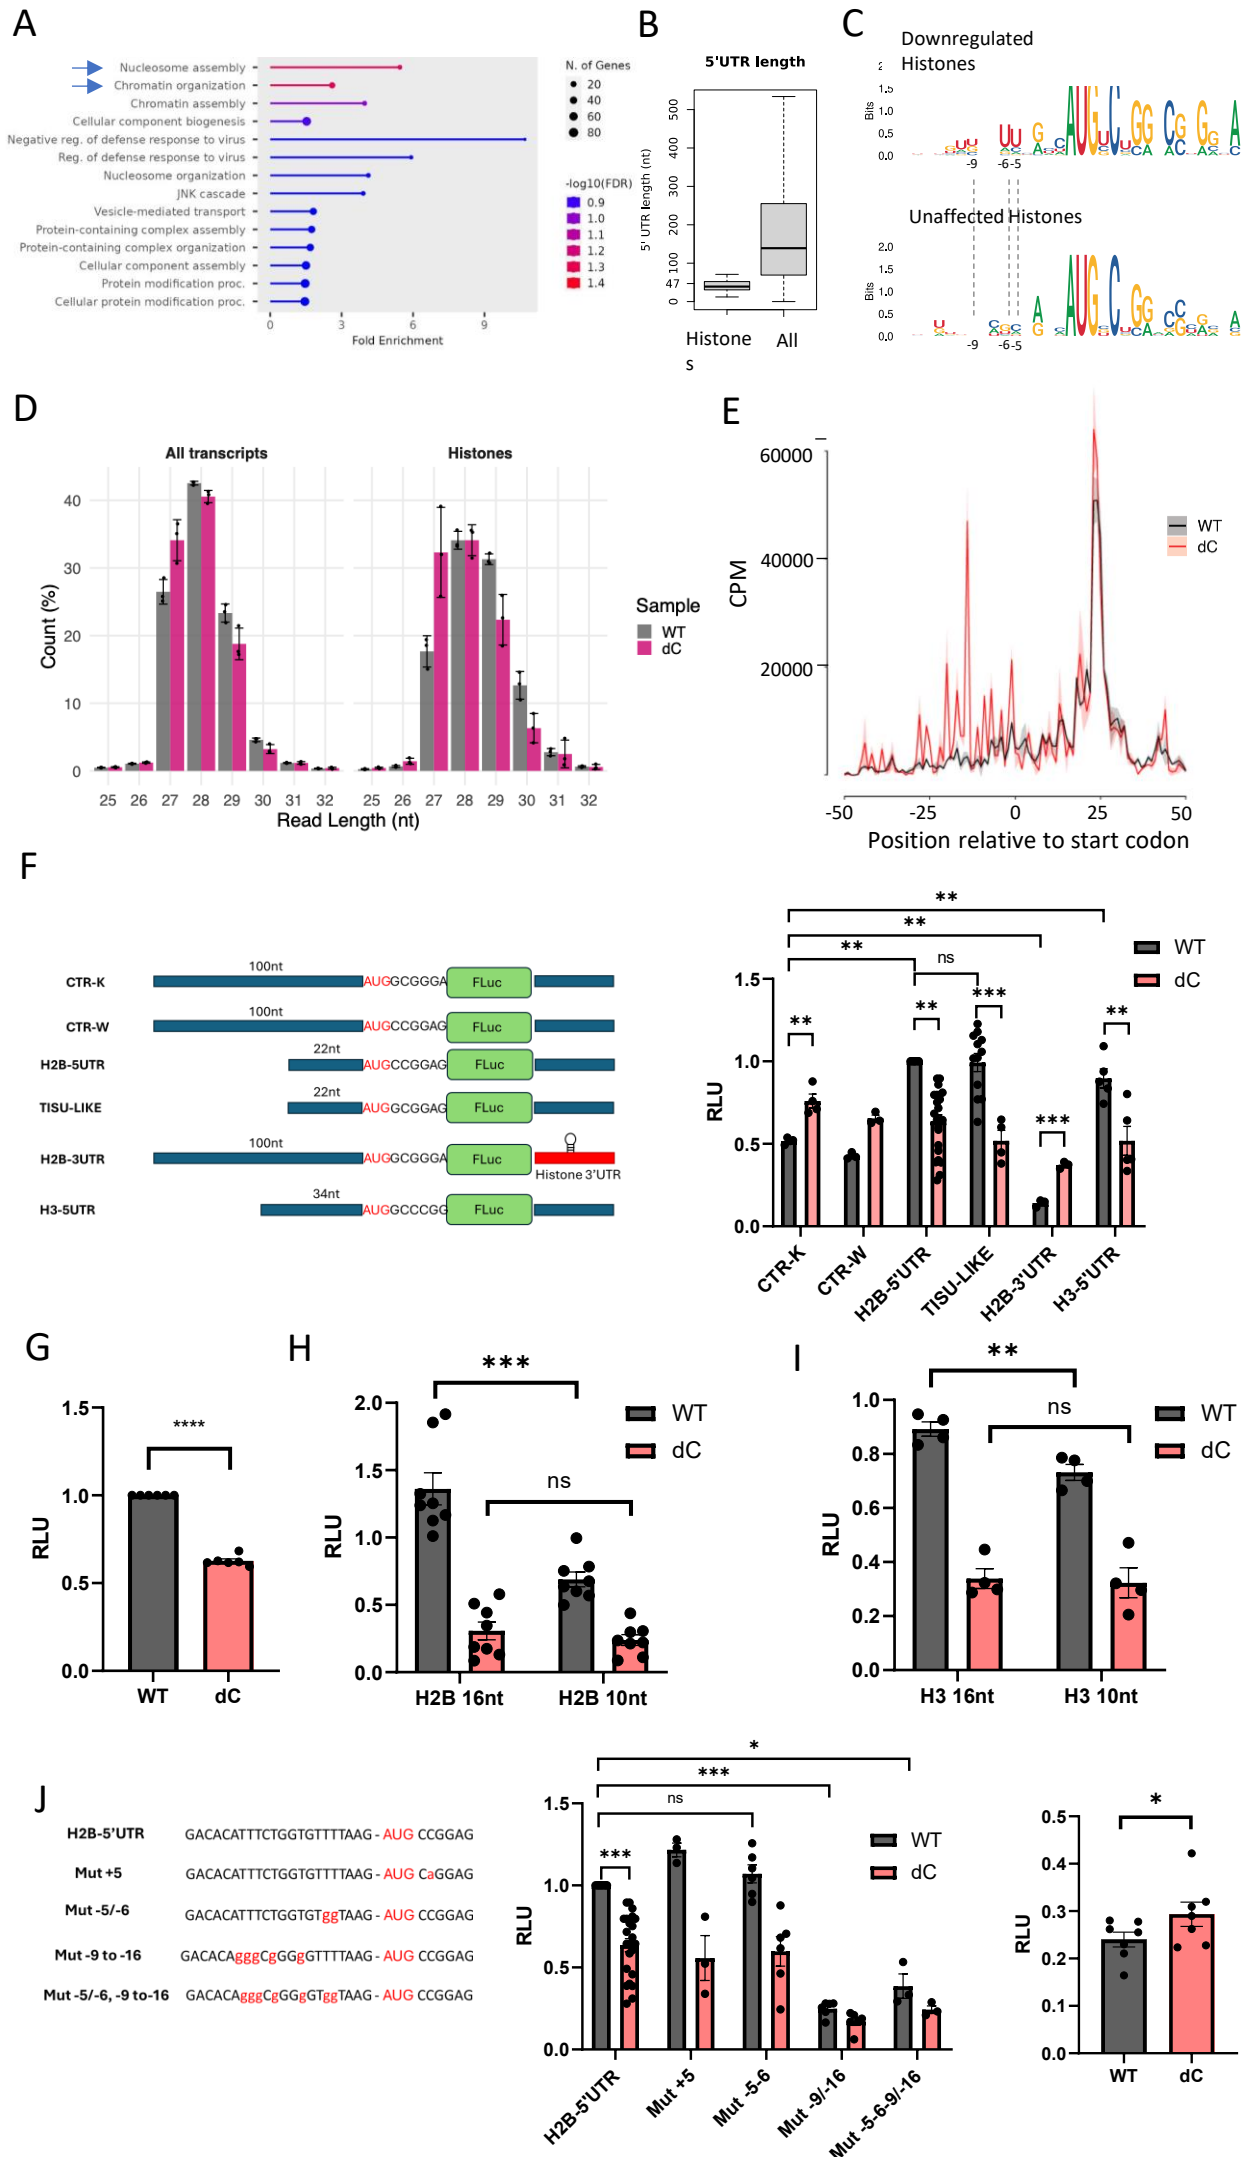 A
Nucleosome assembly
Chromatin organization
Chromatin assembly
Cellular component biogenesis
Negative reg. of defense response to virus
Reg. of defense response to virus
Nucleosome organization
JNK cascade
Vesicle-mediated transport
Protein-containing complex assembly
Protein-containing complex organization
Cellular component assembly
Protein modification proc.
Cellular protein modification proc.
0 3 6 9
Fold Enrichment
N. of Genes
20
40
60
80
-log10(FDR)
0.9
1.0
1.1
1.2
1.3
1.4
B
5'UTR length
5' UTR length (nt)
500
400
300
200
100
47
0
Histone
s
All
C
Downregulated
Histones
Bits
1.5
1.0
0.5
0.0
-9 -6 -5
Unaffected Histones
Bits
2.0
1.5
1.0
0.5
0.0
-9 -6 -5
D
All transcripts Histones
Count (%)
40
30
20
10
0
25 26 27 28 29 30 31 32 25 26 27 28 29 30 31 32
Read Length (nt)
Sample
WT
dC
E
CPM
60000
40000
20000
-50 -25 0 25 50
Position relative to start codon
WT
dC
F
CTR-K 100nt AUGGCGGGA FLuc
CTR-W 100nt AUGCCGGAG FLuc
H2B-5UTR 22nt AUGCCGGAG FLuc
TISU-LIKE 22nt AUGGCGGAG FLuc
H2B-3UTR 100nt AUGGCGGGA FLuc
Histone 3'UTR
H3-5UTR 34nt AUGGCCCGG FLuc
** ** ** ns ** ** *** *** **
WT
dC
RLU
1.5
1.0
0.5
0.0
CTR-K CTR-W H2B-5'UTR TISU-LIKE H2B-3'UTR H3-5'UTR
G
****
RLU
1.5
1.0
0.5
0.0
WT dC
H
***
ns
WT
dC
RLU
2.0
1.5
1.0
0.5
0.0
H2B 16nt H2B 10nt
I
**
ns
WT
dC
RLU
1.0
0.8
0.6
0.4
0.2
0.0
H3 16nt H3 10nt
J
H2B-5'UTR GACACATTTCTGGTGTTTTAAG - AUG CCGGAG
Mut +5 GACACATTTCTGGTGTTTTAAG - AUG CaGGAG
Mut -5/-6 GACACATTTCTGGTGTggTAAG - AUG CCGGAG
Mut -9 to -16 GACACAgggCgGGgGTTTTAAG - AUG CCGGAG
Mut -5/-6, -9 to-16 GACACAgggCgGGgGTggTAAG - AUG CCGGAG
*
***
ns
***
WT
dC
RLU
1.5
1.0
0.5
0.0
H2B-5'UTR Mut +5 Mut -5-6 Mut -9/-16 Mut -5-6-9/-16
*
RLU
0.5
0.4
0.3
0.2
0.1
0.0
WT dC